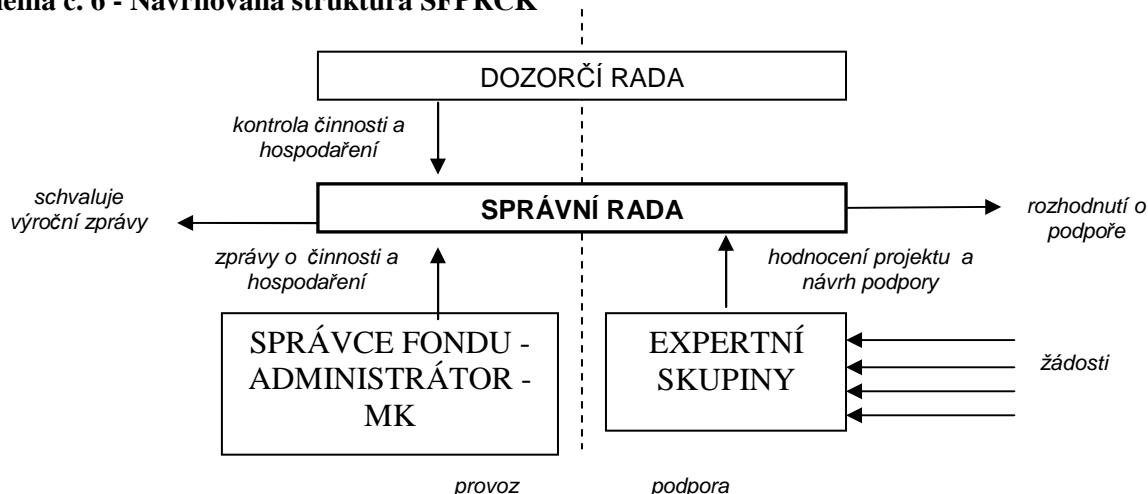 Schéma č. 6 - Navrhovaná struktura SFPRČK
DOZORČÍ RADA
kontrola činnosti a
hospodaření
schvaluje
výroční zprávy
SPRÁVNÍ RADA
rozhodnutí o
podpoře
zprávy o činnosti a
hospodaření
hodnocení projektu a
návrh podpory
SPRÁVCE FONDU -
ADMINISTRÁTOR -
MK
EXPERTNÍ
SKUPINY
žádosti
provoz
podpora